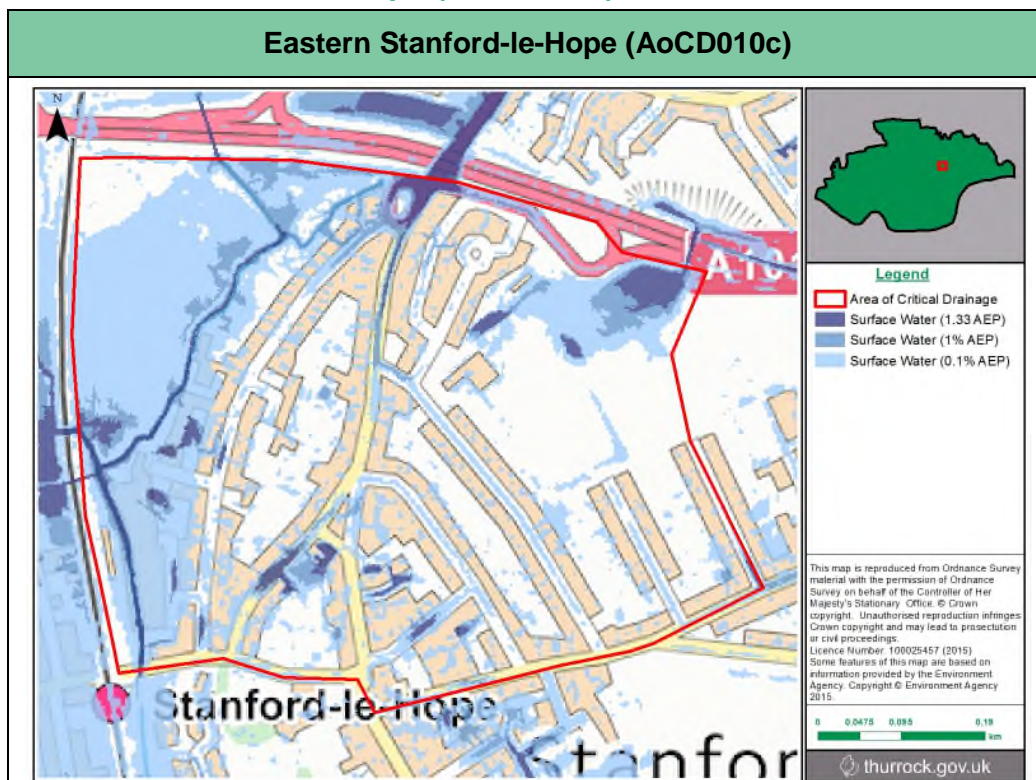 Eastern Stanford-le-Hope (AoCD010c)
N
A101
Stanford-le-Hope
Stanfor
Legend
Area of Critical Drainage
Surface Water (1.33 AEP)
Surface Water (1% AEP)
Surface Water (0.1% AEP)
This map is reproduced from Ordnance Survey
material with the permission of Ordnance
Survey on behalf of the Controller of Her
Majesty's Stationary Office. © Crown
copyright. Unauthorised reproduction infringes
Crown copyright and may lead to prosectution
or civil proceedings.
Licence Number: 100025457 (2015)
Some features of this map are based on
information provided by the Environment
Agency. Copyright © Environment Agency
2015.
0 0.0475 0.095 0.19
km
thurrock.gov.uk